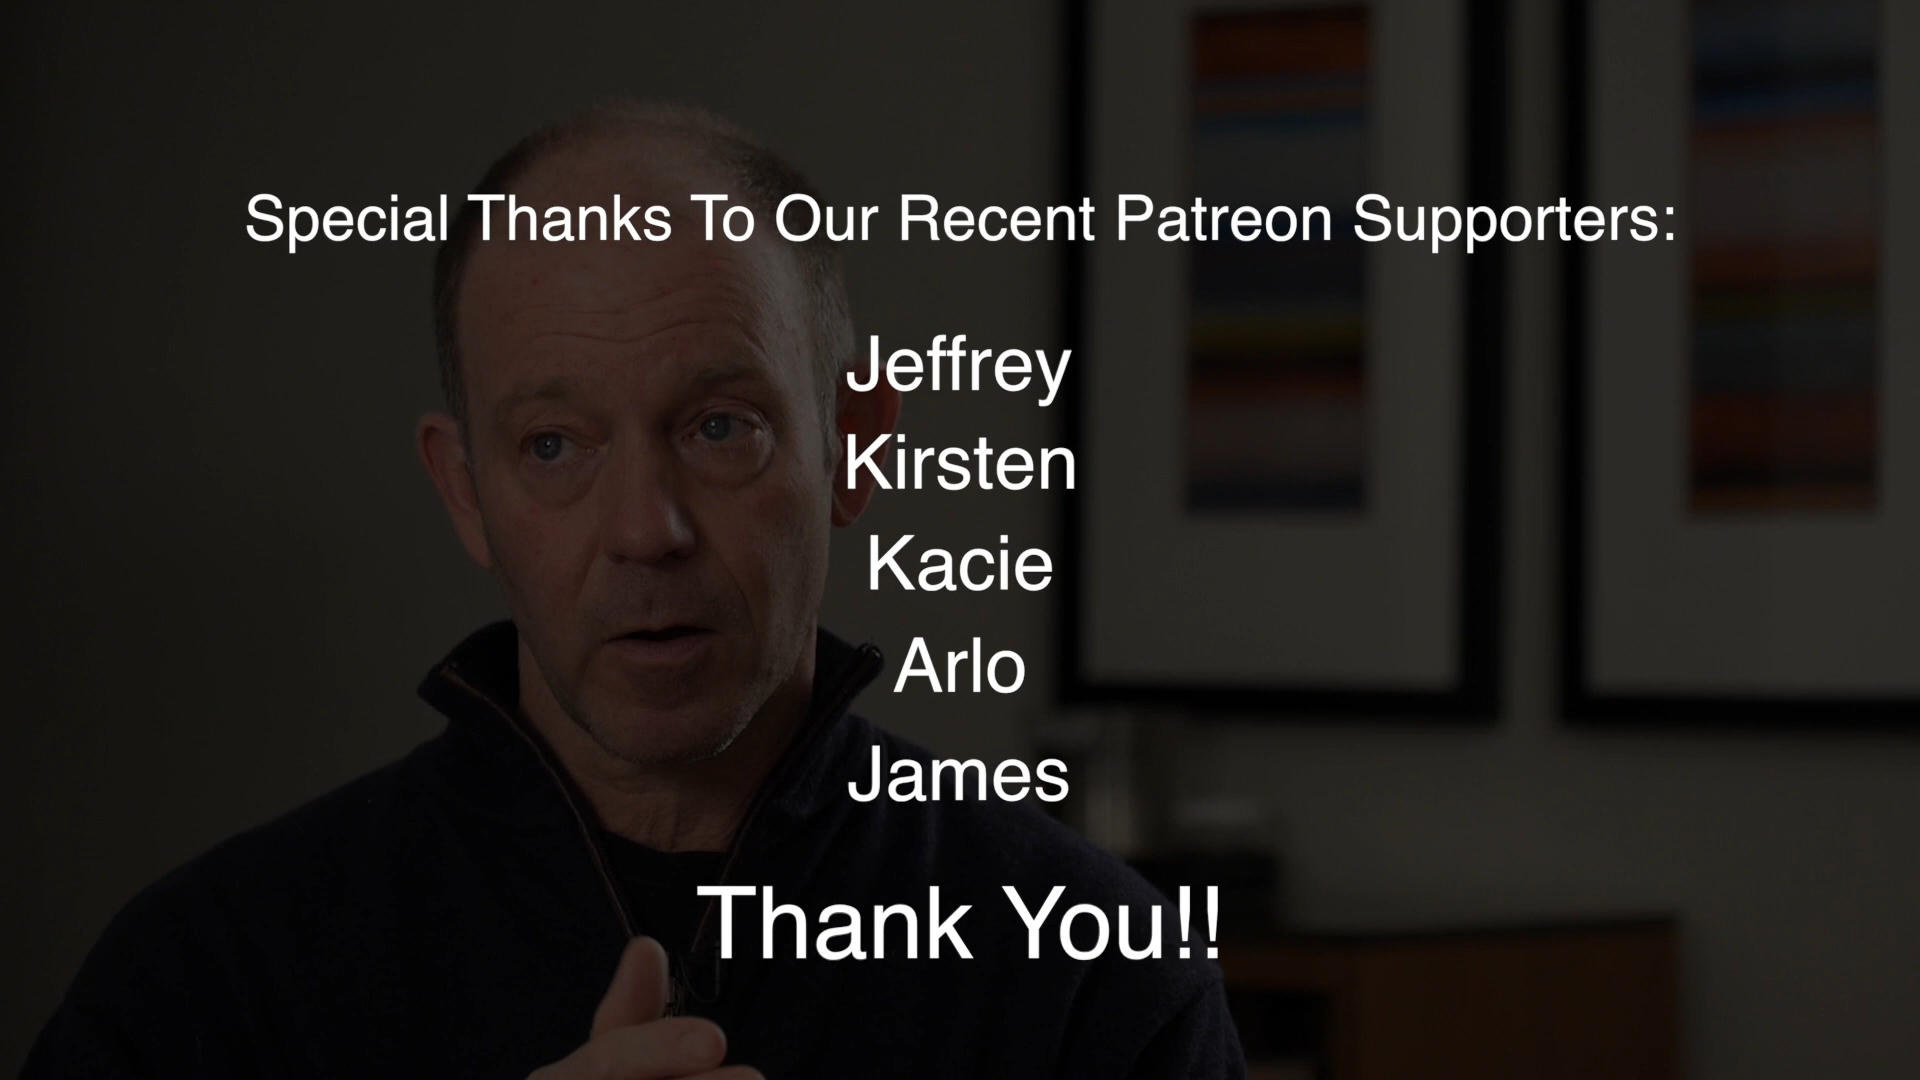 Special Thanks To Our Recent Patreon Supporters:
Jeffrey
Kirsten
Kacie
Arlo
James
Thank You!!